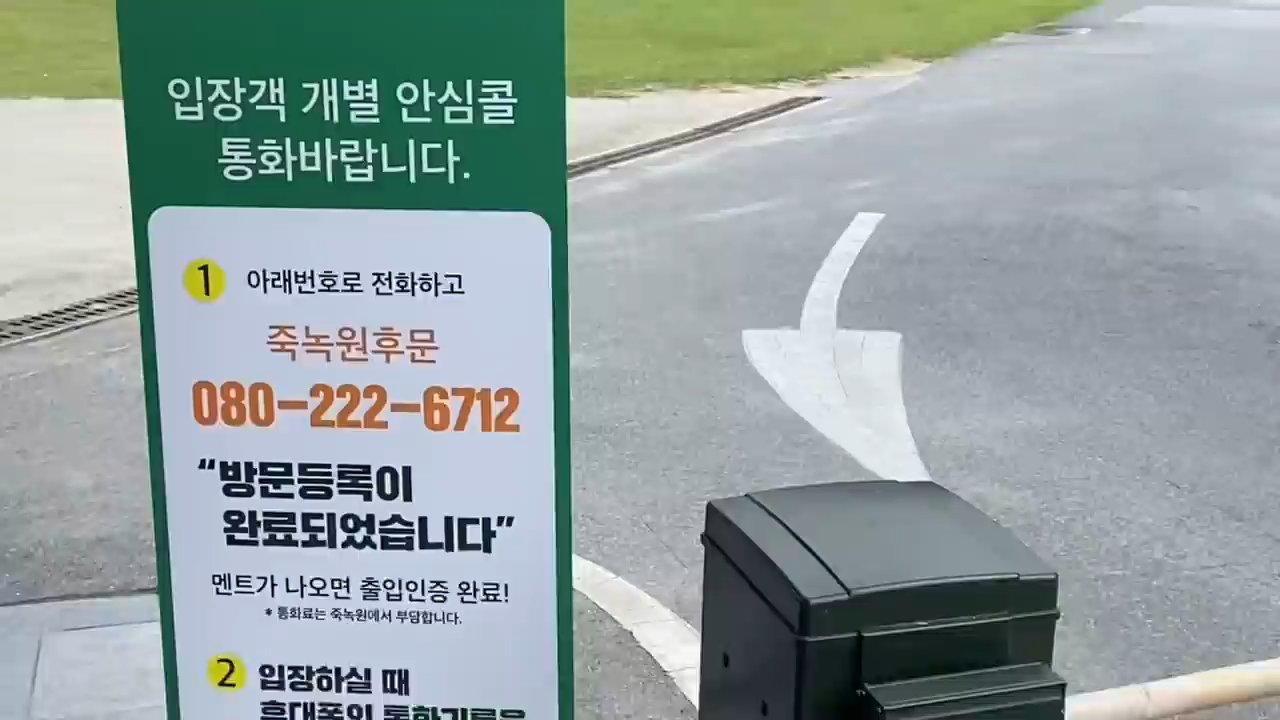 입장객 개별 안심콜
통화바랍니다.
1 아래번호로 전화하고
죽녹원후문
080-222-6712
“방문등록이
완료되었습니다”
멘트가 나오면 출입인증 완료!
* 통화료는 죽녹원에서 부담합니다.
2 입장하실 때